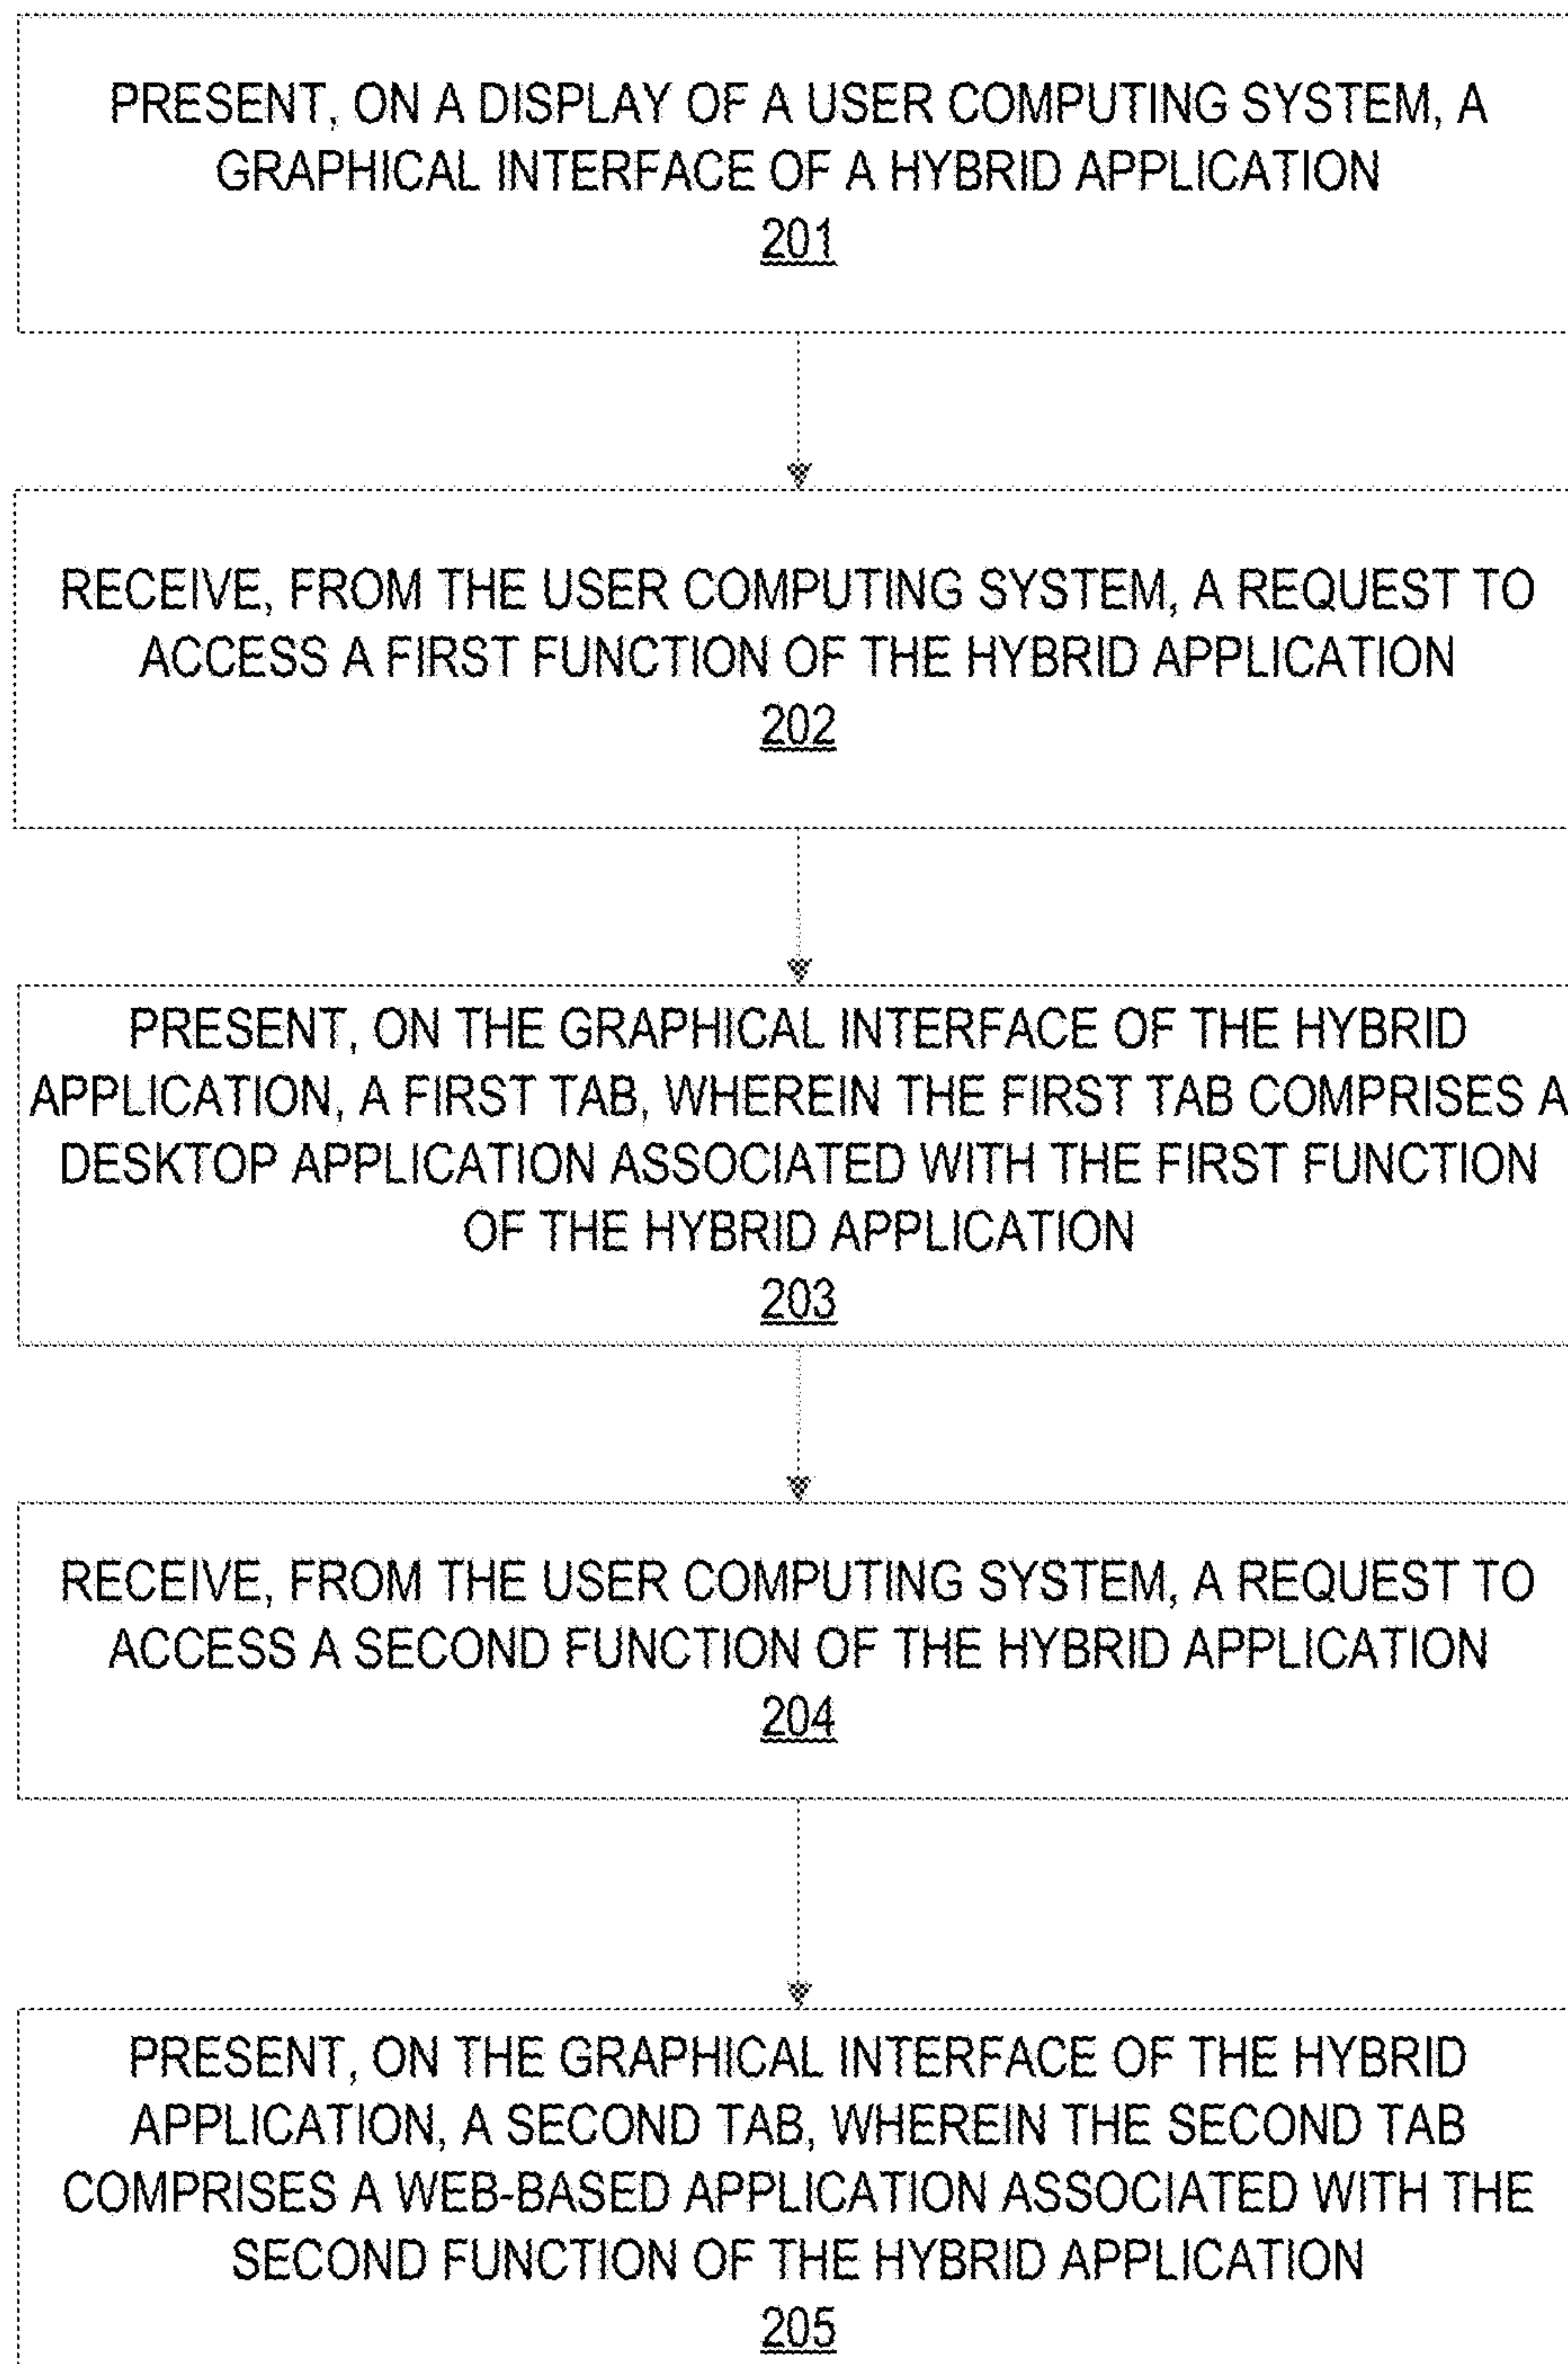 PRESENT, ON A DISPLAY OF A USER COMPUTING SYSTEM, A
GRAPHICAL INTERFACE OF A HYBRID APPLICATION
201
RECEIVE, FROM THE USER COMPUTING SYSTEM, A REQUEST TO
ACCESS A FIRST FUNCTION OF THE HYBRID APPLICATION
202
PRESENT, ON THE GRAPHICAL INTERFACE OF THE HYBRID
APPLICATION, A FIRST TAB, WHEREIN THE FIRST TAB COMPRISES A
DESKTOP APPLICATION ASSOCIATED WITH THE FIRST FUNCTION
OF THE HYBRID APPLICATION
203
RECEIVE, FROM THE USER COMPUTING SYSTEM, A REQUEST TO
ACCESS A SECOND FUNCTION OF THE HYBRID APPLICATION
204
PRESENT, ON THE GRAPHICAL INTERFACE OF THE HYBRID
APPLICATION, A SECOND TAB, WHEREIN THE SECOND TAB
COMPRISES A WEB-BASED APPLICATION ASSOCIATED WITH THE
SECOND FUNCTION OF THE HYBRID APPLICATION
205